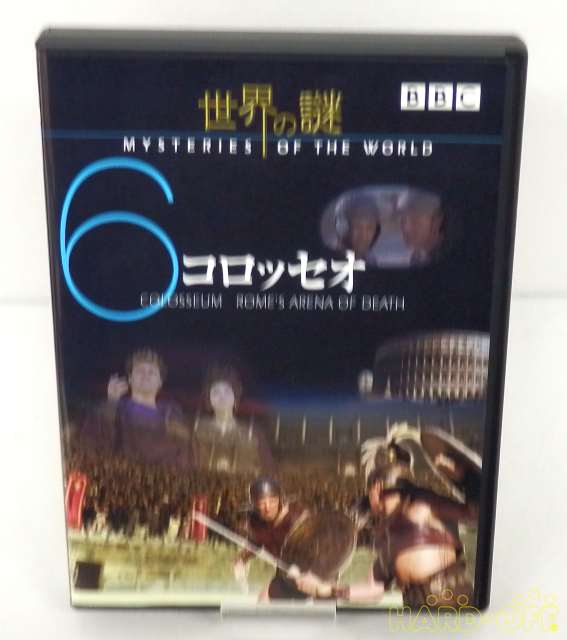 世界の謎
BBC
MYSTERIES OF THE WORLD
6
コロッセオ
COLOSSEUM ROME'S ARENA OF DEATH
HARD-OFF